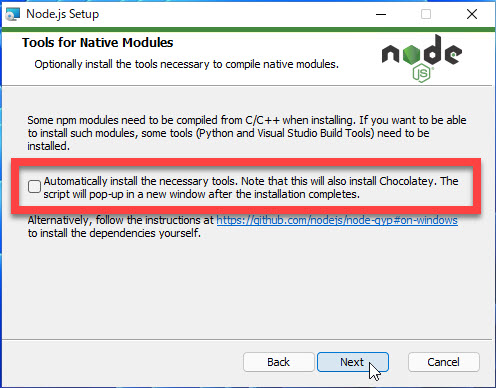 Node.js Setup
Tools for Native Modules
Optionally install the tools necessary to compile native modules.
node
JS
Some npm modules need to be compiled from C/C++ when installing. If you want to be able
to install such modules, some tools (Python and Visual Studio Build Tools) need to be
installed.
Automatically install the necessary tools. Note that this will also install Chocolatey. The
script will pop-up in a new window after the installation completes.
Alternatively, follow the instructions at https://github.com/nodejs/node-gyp#on-windows
to install the dependencies yourself.
Back
Next
Cancel